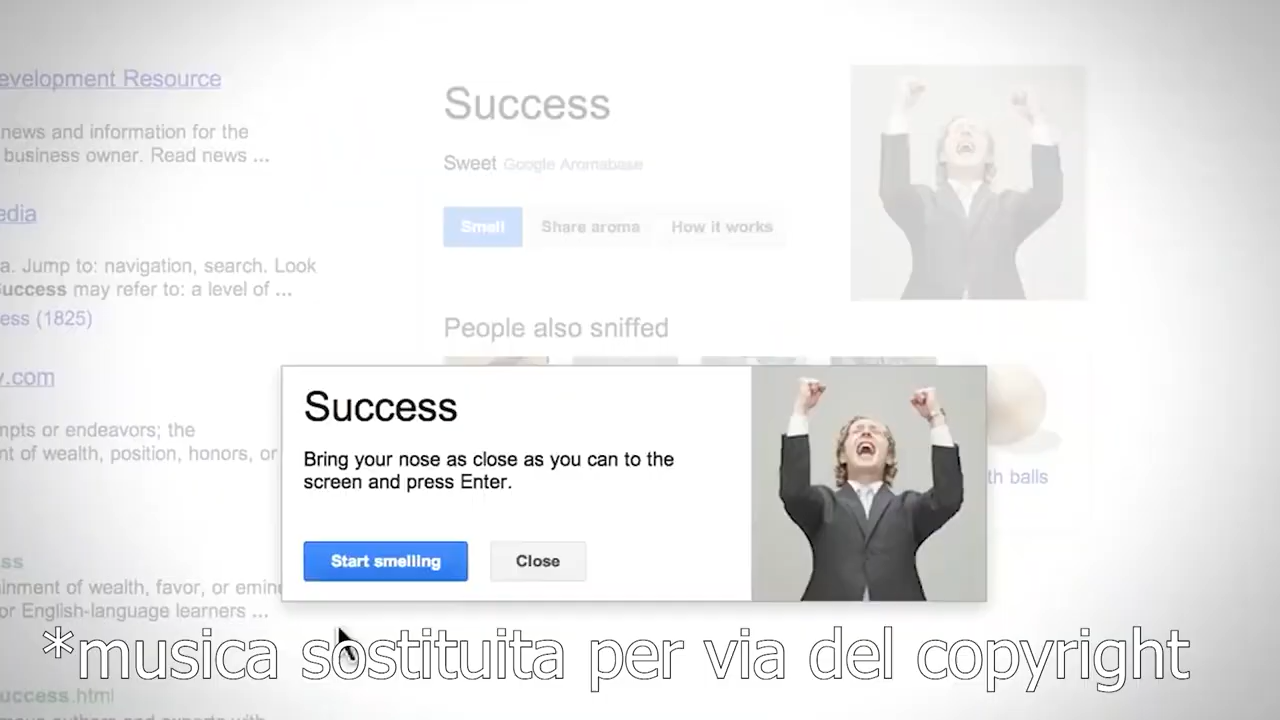 evelopment Resource
news and information for the
business owner. Read news ...
edia
a. Jump to: navigation, search. Look
uccess may refer to: a level of ...
ess (1825)
y.com
mpts or endeavors; the
nt of wealth, position, honors, or
ss
ainment of wealth, favor, or emin
or English-language learners ...
uccess.html
Success
Sweet Google Aromabase
Smell Share aroma How it works
People also sniffed
th balls
Success
Bring your nose as close as you can to the
screen and press Enter.
Start smelling Close
*musica sostituita per via del copyright